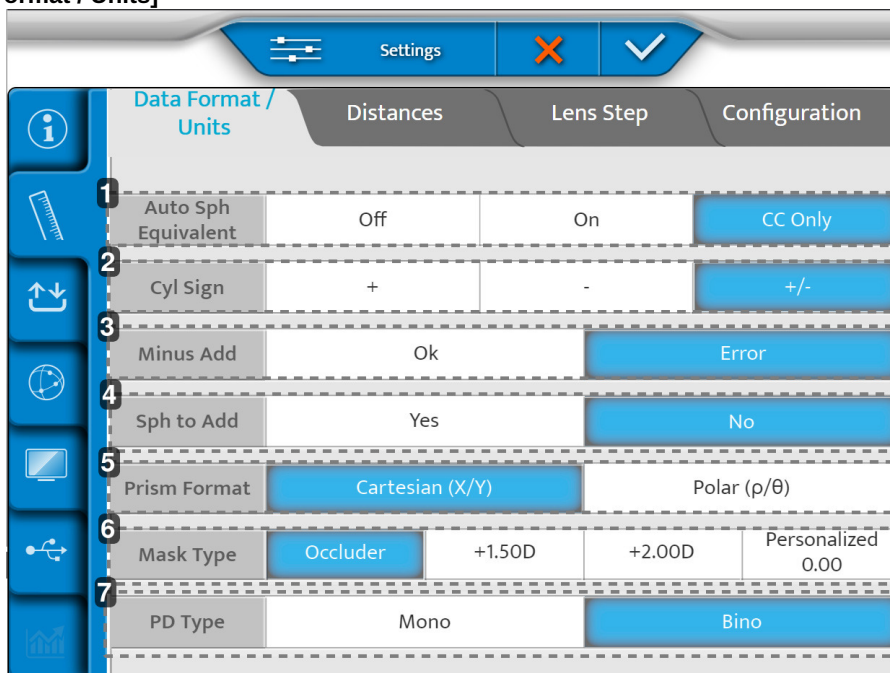 ormat / Units]
Settings
Data Format /
Units
Distances
Lens Step
Configuration
1
Auto Sph
Equivalent
Off
On
CC Only
2
Cyl Sign
+
-
+/-
3
Minus Add
Ok
Error
4
Sph to Add
Yes
No
5
Prism Format
Cartesian (X/Y)
Polar (ρ/θ)
6
Mask Type
Occluder
+1.50D
+2.00D
Personalized
0.00
7
PD Type
Mono
Bino